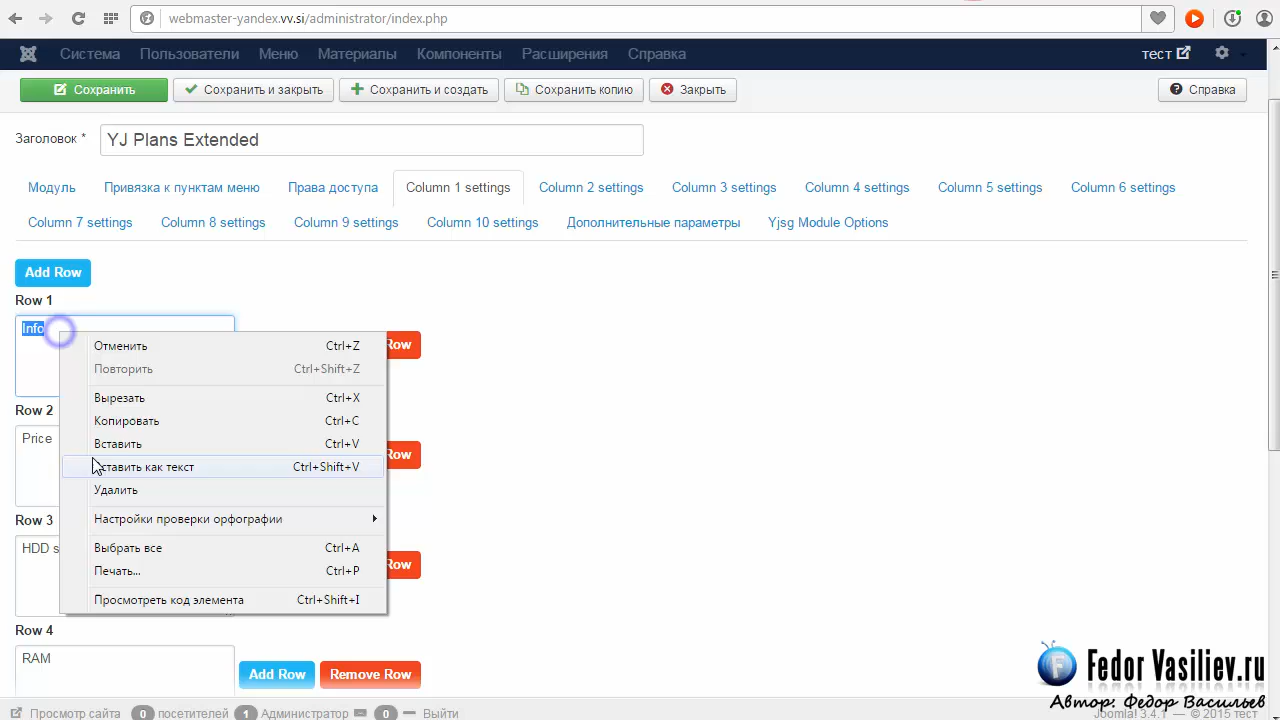 webmaster-yandex.vv.si/administrator/index.php
Система Пользователи Меню Материалы Компоненты Расширения Справка тест
Сохранить Сохранить и закрыть Сохранить и создать Сохранить копию Закрыть Справка
Заголовок * YJ Plans Extended
Модуль Привязка к пунктам меню Права доступа Column 1 settings Column 2 settings Column 3 settings Column 4 settings Column 5 settings Column 6 settings
Column 7 settings Column 8 settings Column 9 settings Column 10 settings Дополнительные параметры Yjsg Module Options
Add Row
Row 1
Info
Row
Отменить Ctrl+Z
Повторить Ctrl+Shift+Z
Вырезать Ctrl+X
Копировать Ctrl+C
Вставить Ctrl+V
ставить как текст Ctrl+Shift+V
Удалить
Настройки проверки орфографии
Выбрать все Ctrl+A
Печать... Ctrl+P
Просмотреть код элемента Ctrl+Shift+I
Row 2
Price
Row
Row 3
HDD s
Row
Row 4
RAM
Add Row Remove Row
Fedor Vasiliev.ru
Автор: Федор Васильев
Просмотр сайта 0 посетителей 1 Администратор 0 Выйти
Joomla! 3.4.1 — © 2015 тест